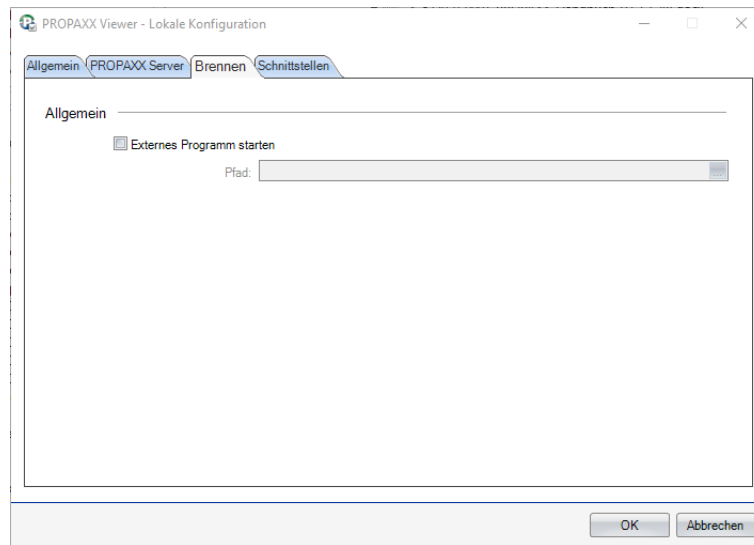 PROPAXX Viewer - Lokale Konfiguration
Allgemein PROPAXX Server Brennen Schnittstellen
Allgemein
Externes Programm starten
Pfad:
...
OK Abbrechen